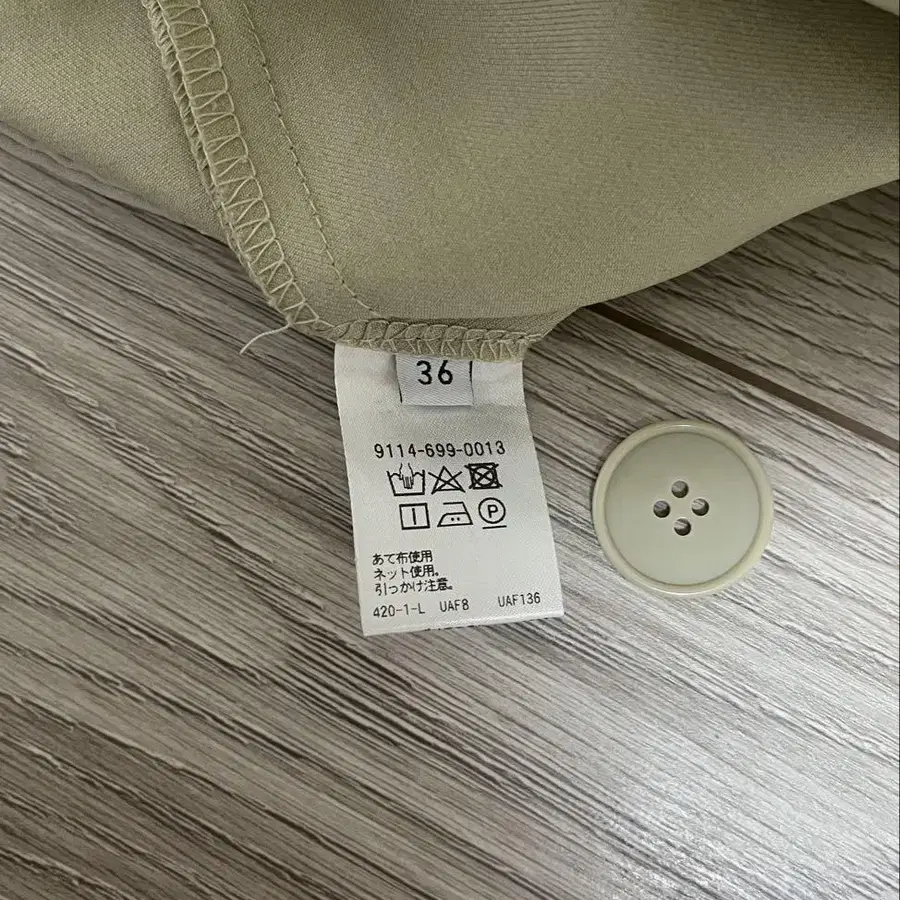 36
9114-699-0013
P
あて布使用
ネット使用。
引っかけ注意。
420-1-L UAF8 UAF136